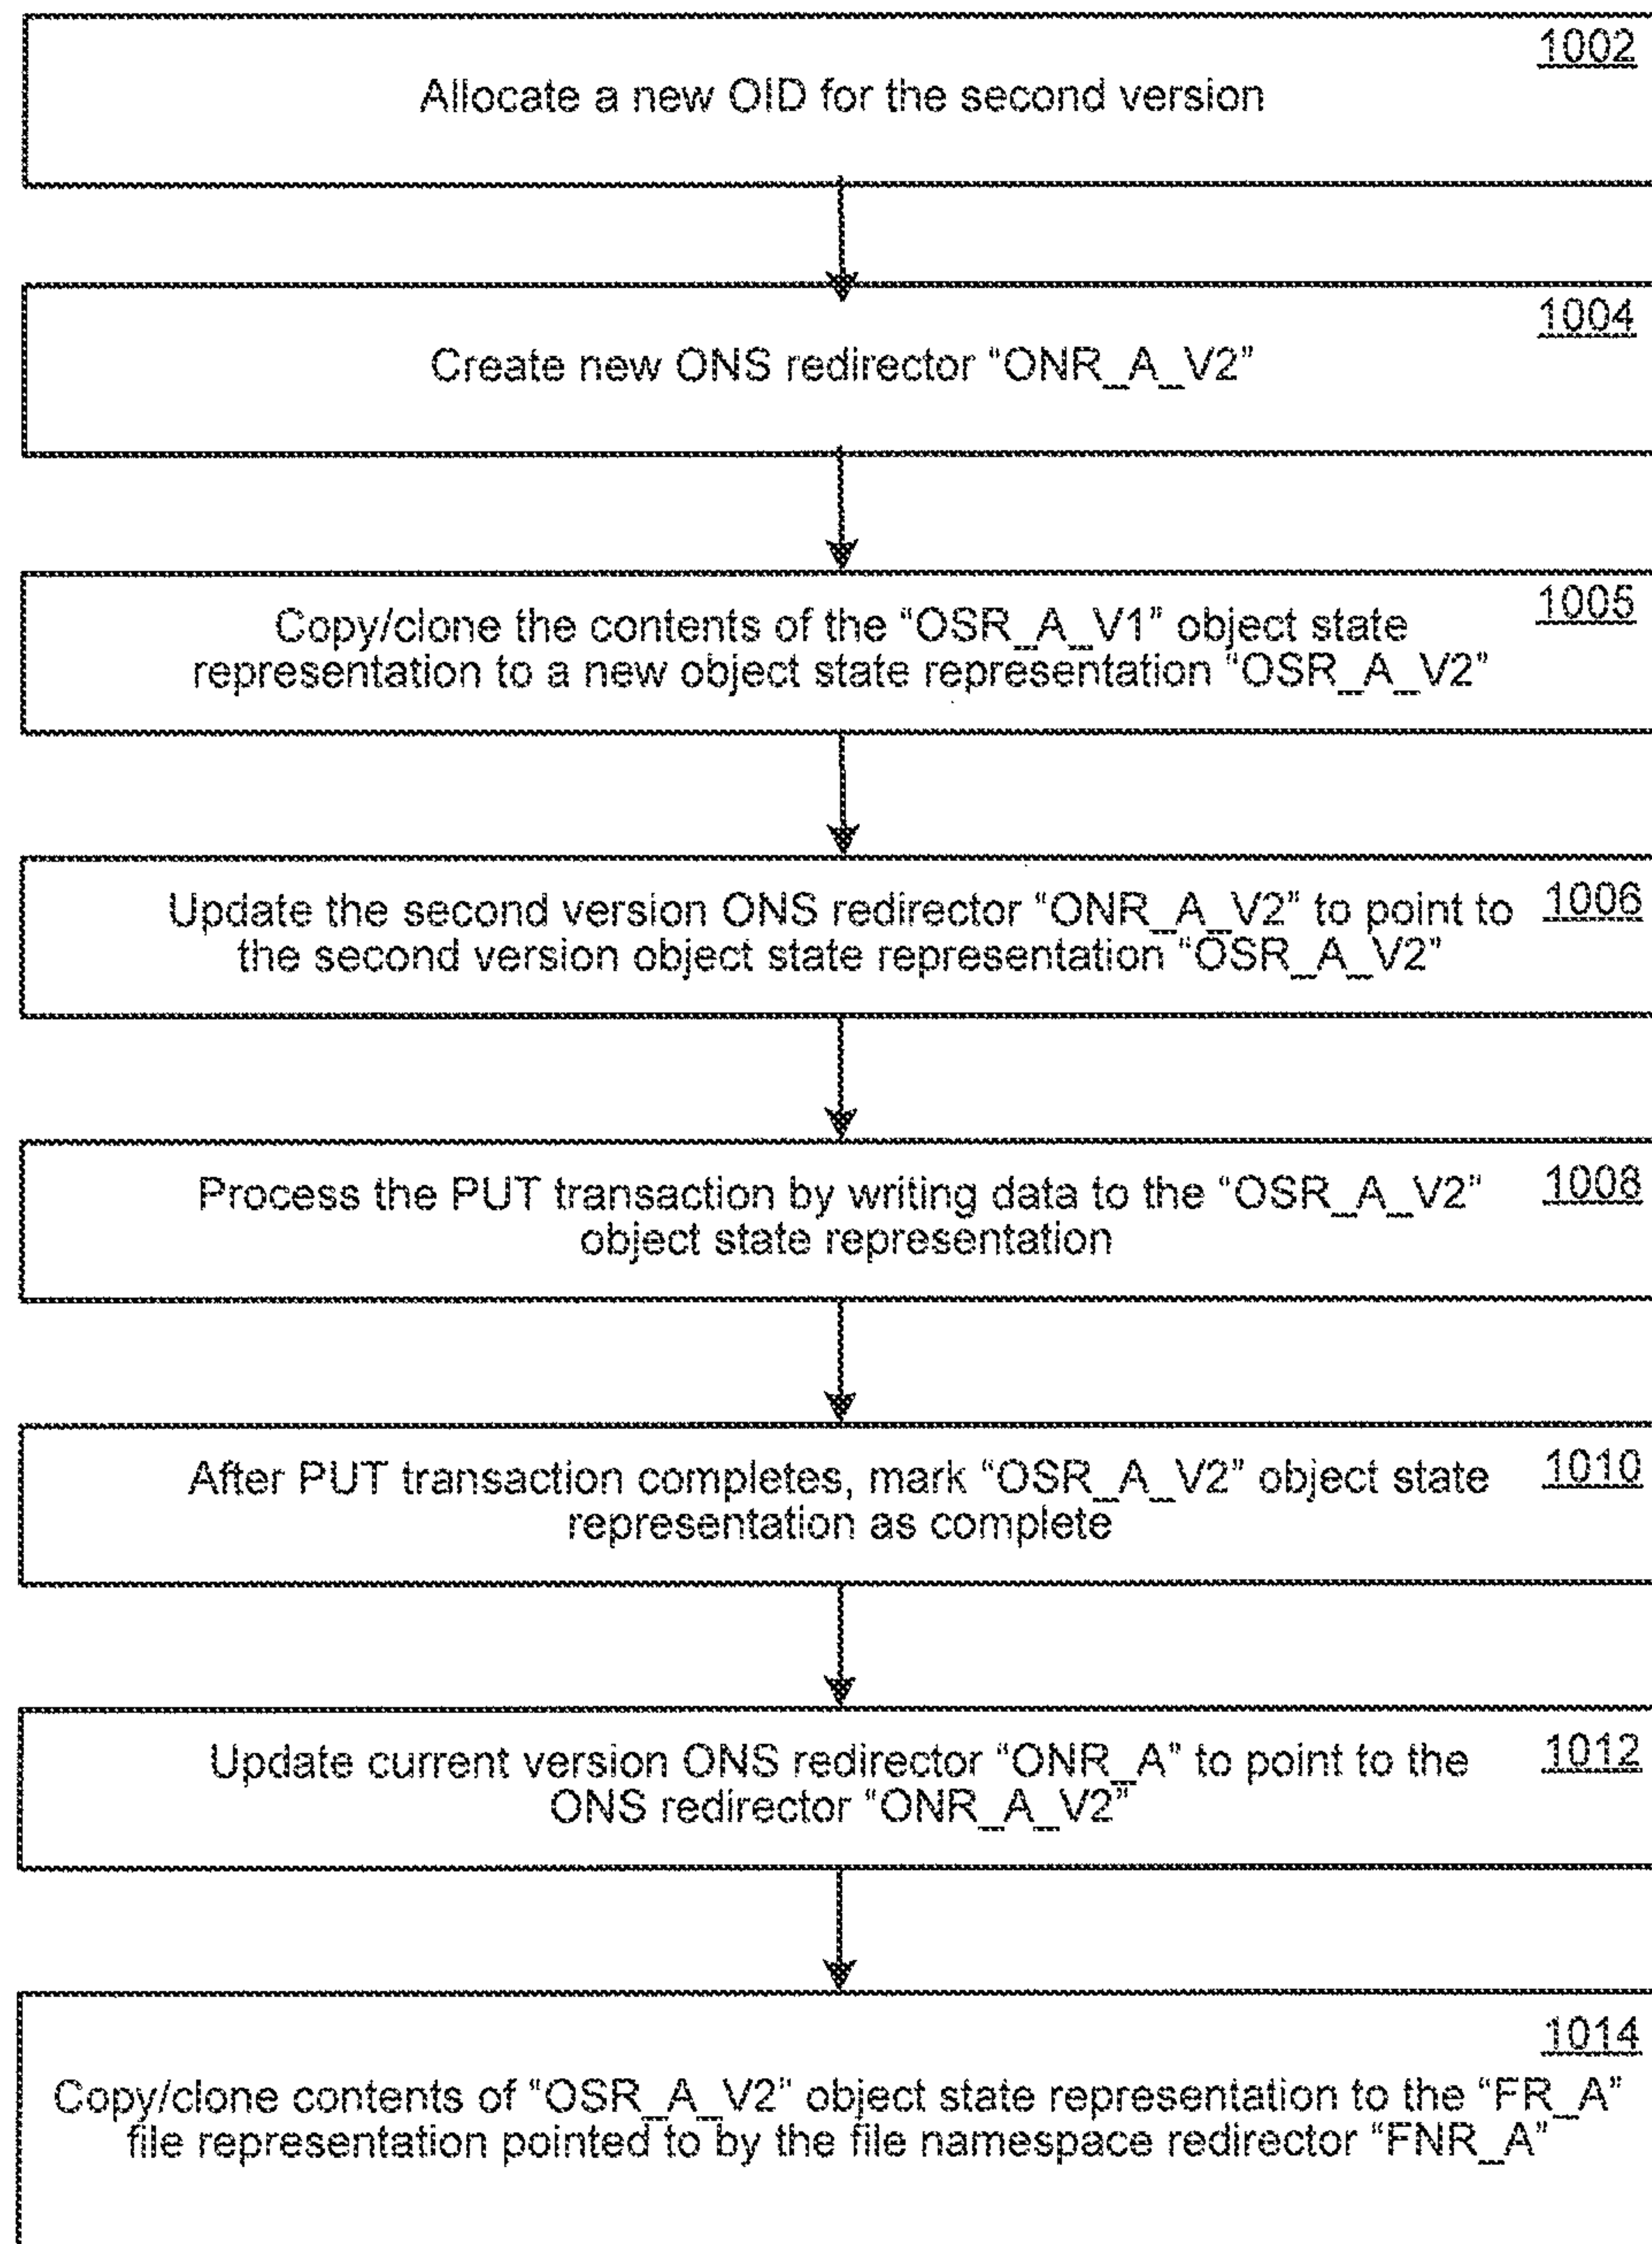 1002
Allocate a new OID for the second version
1004
Create new ONS redirector “ONR_A_V2”
1005
Copy/clone the contents of the “OSR_A_V1” object state
representation to a new object state representation “OSR_A_V2”
Update the second version ONS redirector “ONR_A_V2” to point to 1006
the second version object state representation “OSR_A_V2”
Process the PUT transaction by writing data to the “OSR_A_V2” 1008
object state representation
After PUT transaction completes, mark “OSR_A_V2” object state 1010
representation as complete
Update current version ONS redirector “ONR_A” to point to the 1012
ONS redirector “ONR_A_V2”
1014
Copy/clone contents of “OSR_A_V2” object state representation to the “FR_A”
file representation pointed to by the file namespace redirector “FNR_A”